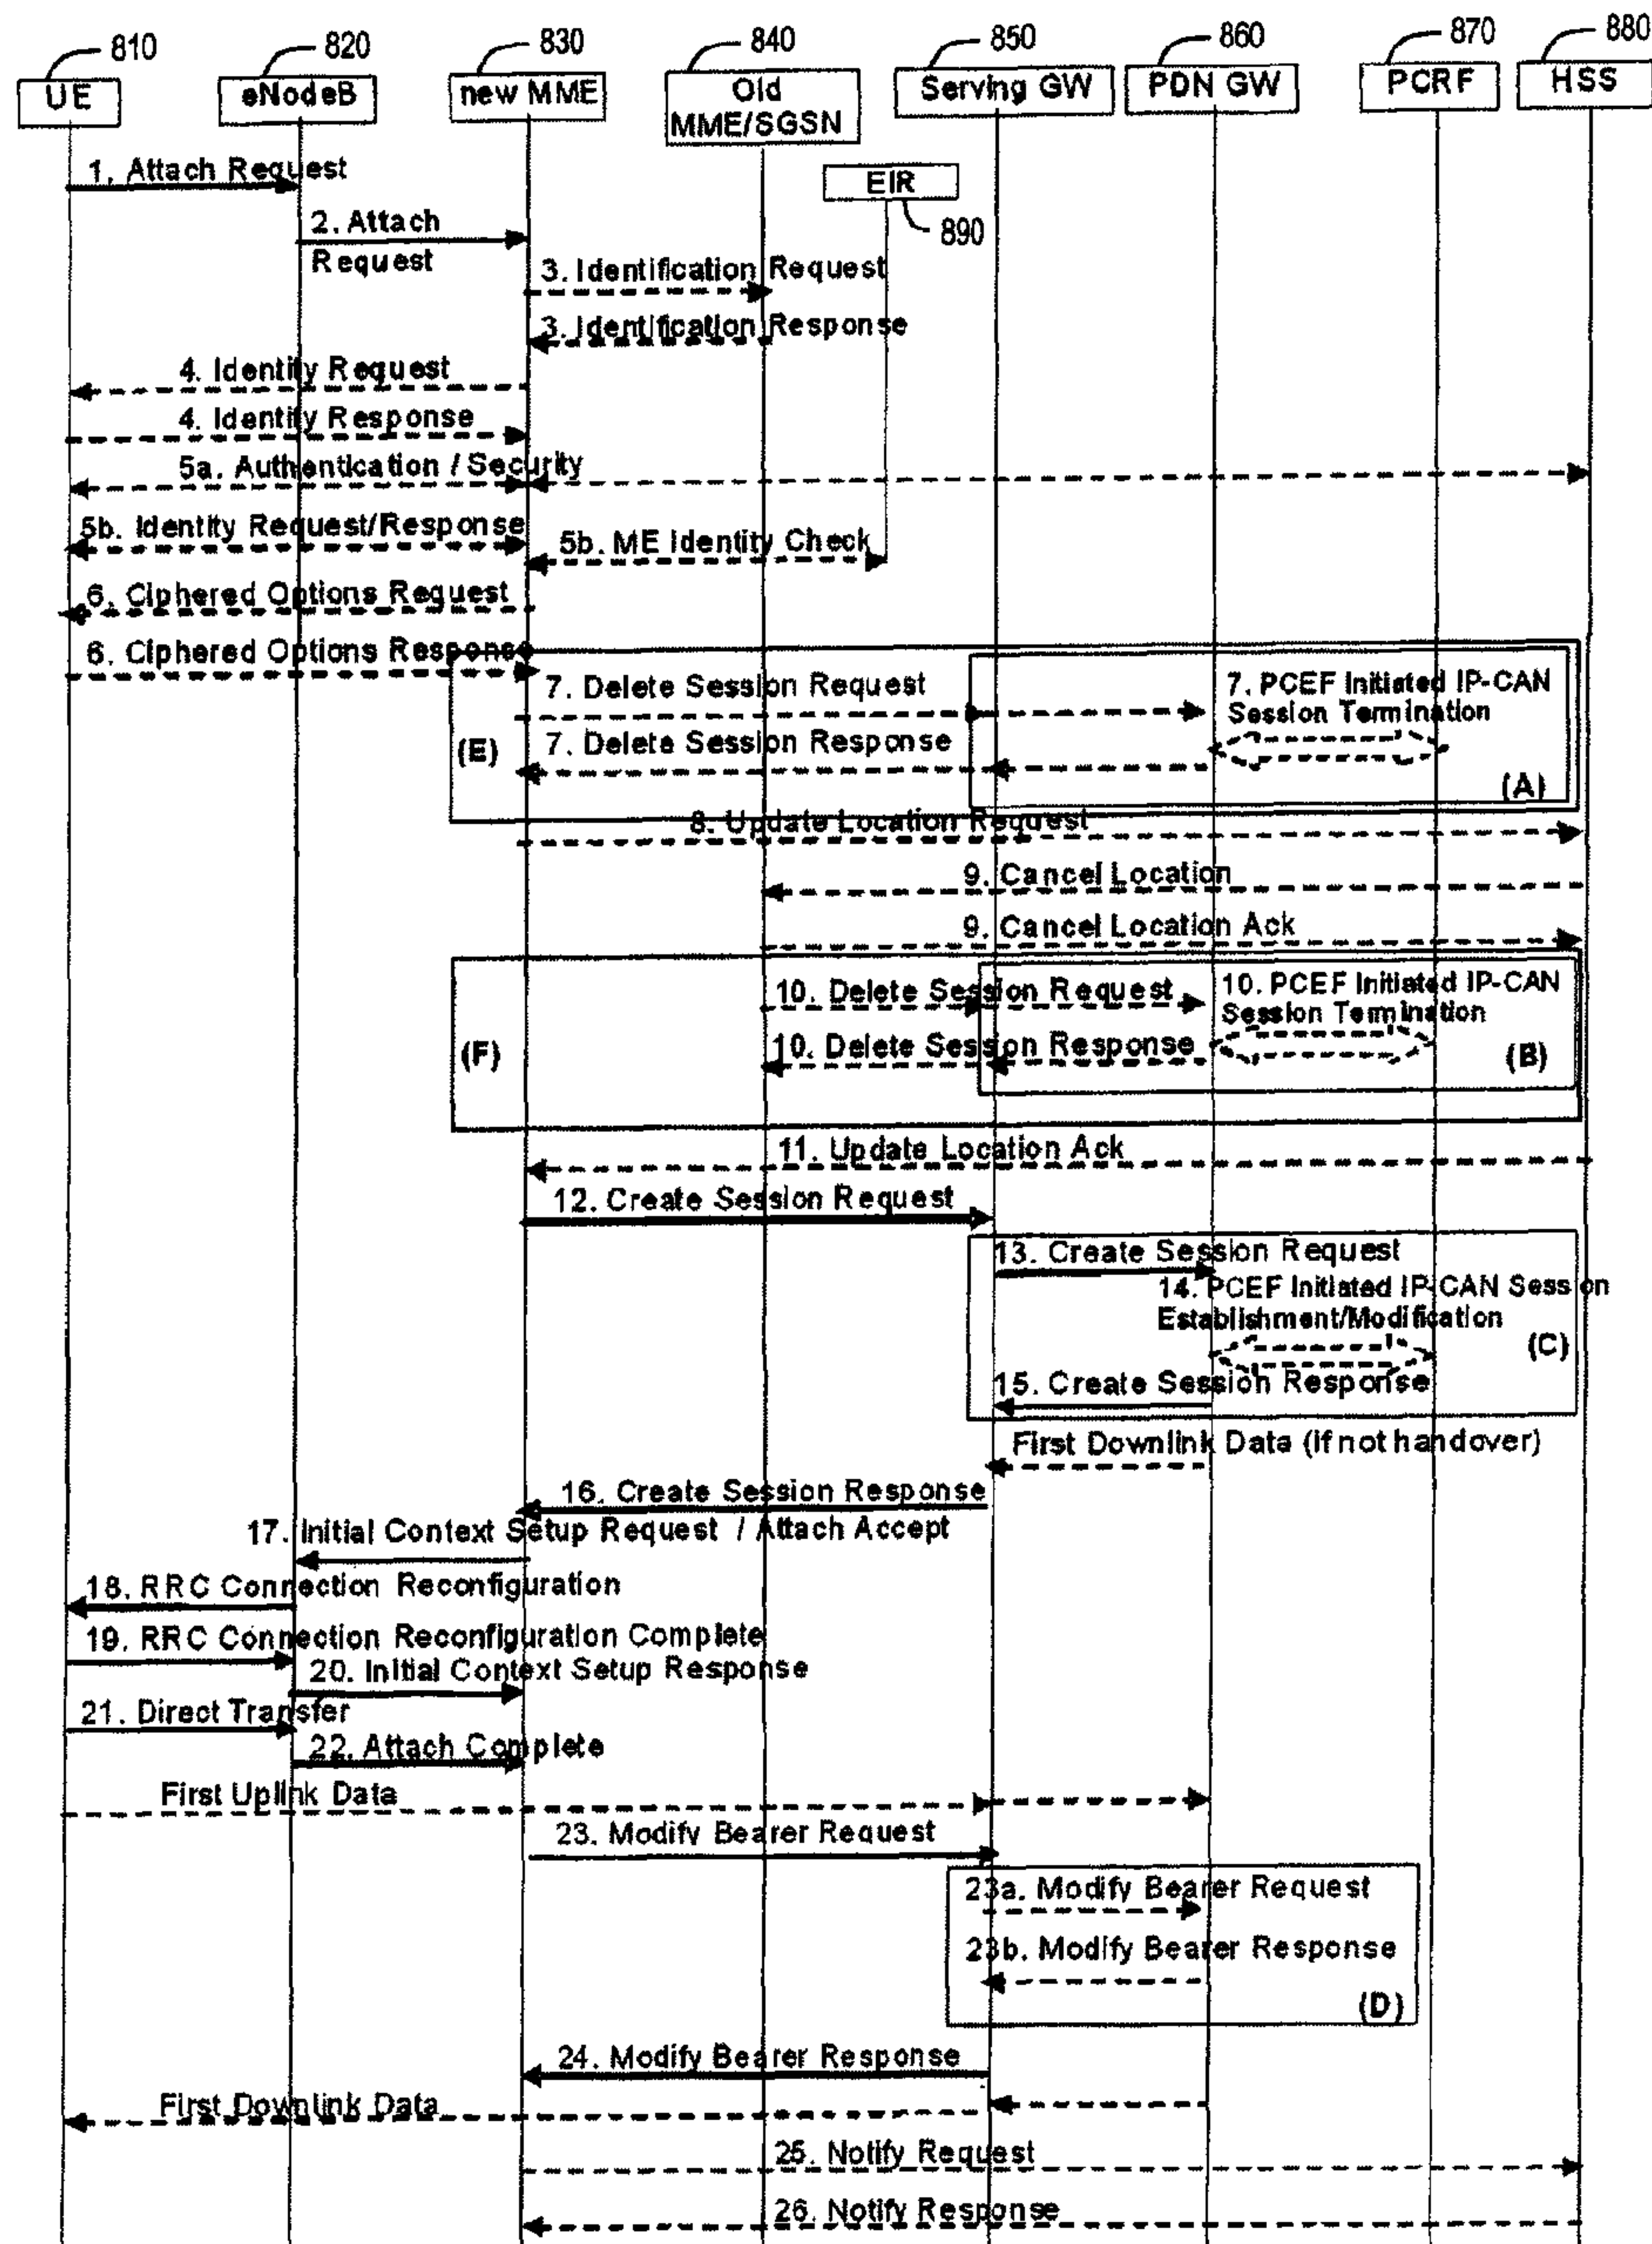 810
820
830
840
850
860
870
880
UE
eNodeB
new MME
Old
MME/SGSN
Serving GW
PDN GW
PCRF
HSS
1. Attach Request
EIR
890
2. Attach
Request
3. Identification Request
3. Identification Response
4. Identity Request
4. Identity Response
5a. Authentication / Security
5b. Identity Request/Response
5b. ME Identity Check
6. Ciphered Options Request
6. Ciphered Options Response
7. Delete Session Request
7. PCEF Initiated IP-CAN
Session Termination
(E)
7. Delete Session Response
(A)
8. Update Location Request
9. Cancel Location
9. Cancel Location Ack
10. Delete Session Request
10. PCEF Initiated IP-CAN
Session Termination
(F)
10. Delete Session Response
(B)
11. Update Location Ack
12. Create Session Request
13. Create Session Request
14. PCEF Initiated IP-CAN Session
Establishment/Modification
(C)
15. Create Session Response
First Downlink Data (if not handover)
16. Create Session Response
17. Initial Context Setup Request / Attach Accept
18. RRC Connection Reconfiguration
19. RRC Connection Reconfiguration Complete
20. Initial Context Setup Response
21. Direct Transfer
22. Attach Complete
First Uplink Data
23. Modify Bearer Request
23a. Modify Bearer Request
23b. Modify Bearer Response
(D)
24. Modify Bearer Response
First Downlink Data
25. Notify Request
26. Notify Response